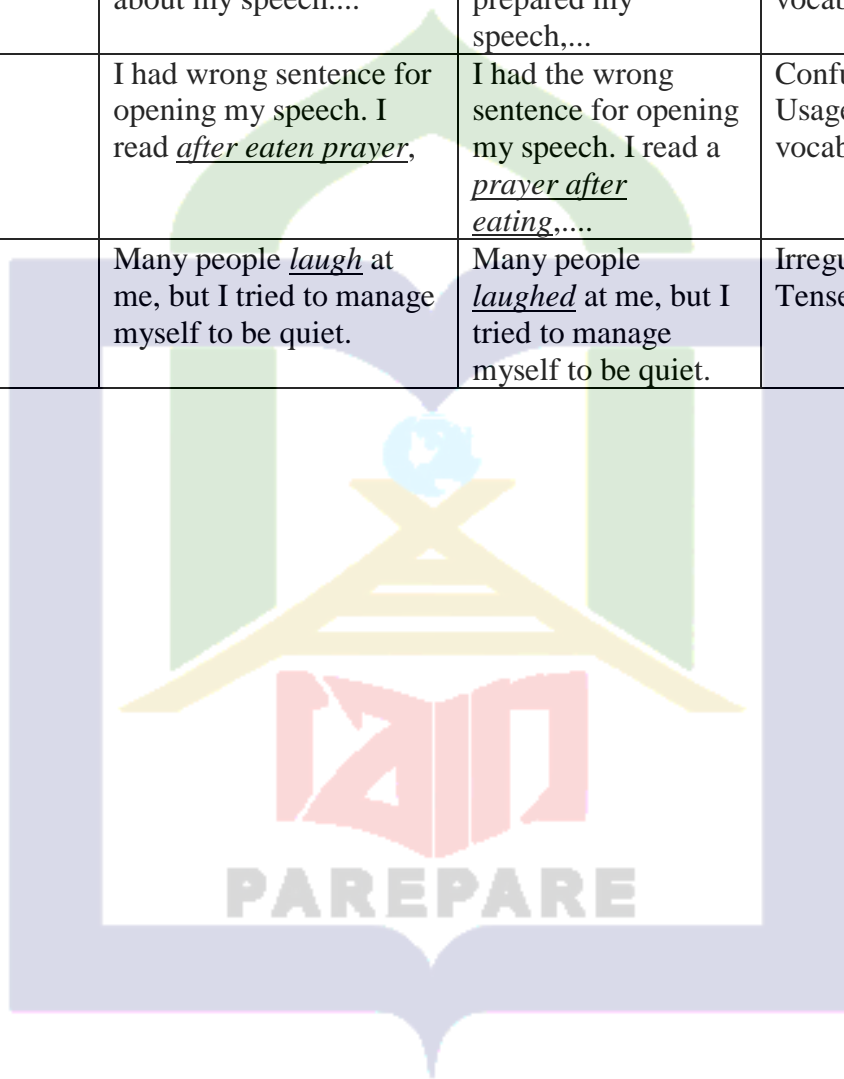 about my speech....
prepared my
speech,...
I had wrong sentence for
opening my speech. I
read after eaten prayer,
I had the wrong
sentence for opening
my speech. I read a
prayer after
eating,....
Many people laugh at
me, but I tried to manage
myself to be quiet.
Many people
laughed at me, but I
tried to manage
myself to be quiet.
PAREPARE